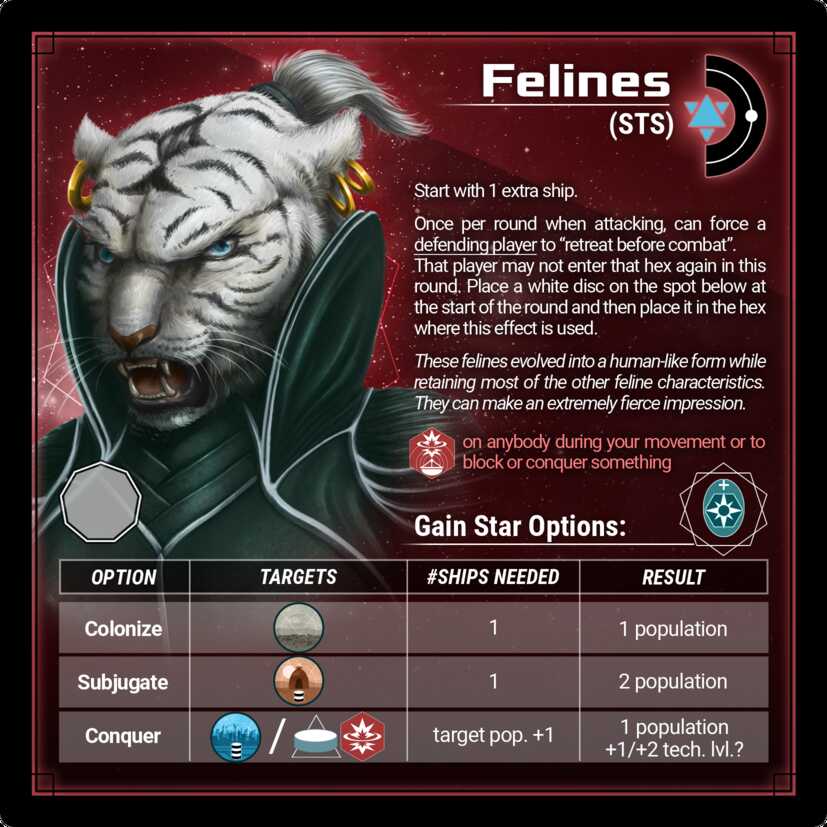 Felines
(STS)
Start with 1 extra ship.
Once per round when attacking, can force a
defending player to “retreat before combat”.
That player may not enter that hex again in this
round. Place a white disc on the spot below at
the start of the round and then place it in the hex
where this effect is used.
These felines evolved into a human-like form while
retaining most of the other feline characteristics.
They can make an extremely fierce impression.
on anybody during your movement or to
block or conquer something
Gain Star Options:
+
OPTION TARGETS #SHIPS NEEDED RESULT
Colonize 1 1 population
Subjugate 1 2 population
Conquer / target pop. +1 1 population
+1/+2 tech. lvl.?